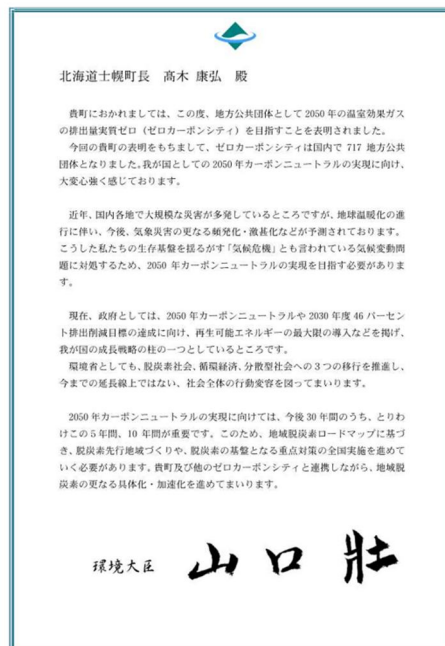 北海道士幌町長　髙木 康弘　殿
貴町におかれましては、この度、地方公共団体として 2050 年の温室効果ガス
の排出量実質ゼロ（ゼロカーボンシティ）を目指すことを表明されました。
今回の貴町の表明をもちまして、ゼロカーボンシティは国内で 717 地方公共
団体となりました。我が国としての 2050 年カーボンニュートラルの実現に向け、
大変心強く感じております。
近年、国内各地で大規模な災害が多発しているところですが、地球温暖化の進
行に伴い、今後、気象災害の更なる頻発化・激甚化などが予測されております。
こうした私たちの生存基盤を揺るがす「気候危機」とも言われている気候変動問
題に対処するため、2050 年カーボンニュートラルの実現を目指す必要がありま
す。
現在、政府としては、2050 年カーボンニュートラルや 2030 年度 46 パーセン
ト排出削減目標の達成に向け、再生可能エネルギーの最大限の導入などを掲げ、
我が国の成長戦略の柱の一つとしているところです。
環境省としても、脱炭素社会、循環経済、分散型社会への３つの移行を推進し、
今までの延長線上ではない、社会全体の行動変容を図ってまいります。
2050 年カーボンニュートラルの実現に向けては、今後 30 年間のうち、とりわ
けこの５年間、10 年間が重要です。このため、地域脱炭素ロードマップに基づ
き、脱炭素先行地域づくりや、脱炭素の基盤となる重点対策の全国実施を進めて
いく必要があります。貴町及び他のゼロカーボンシティと連携しながら、地域脱
炭素の更なる具体化・加速化を進めてまいります。
環境大臣　山口 壯